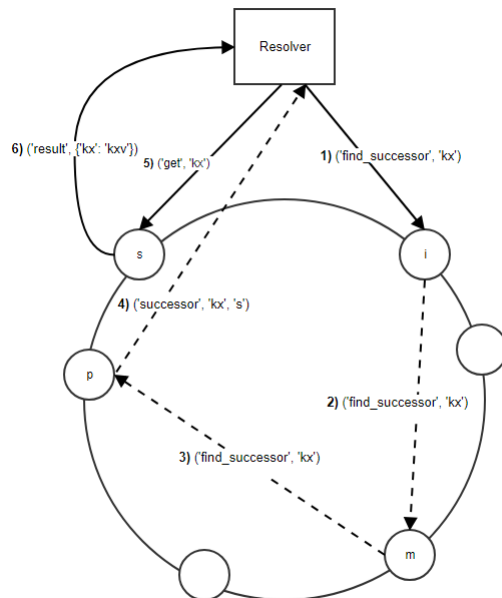 Resolver
6) ('result', {'kx': 'kxv'})
5) ('get', 'kx')
1) ('find_successor', 'kx')
s
i
4) ('successor', 'kx', 's')
p
2) ('find_successor', 'kx')
3) ('find_successor', 'kx')
m